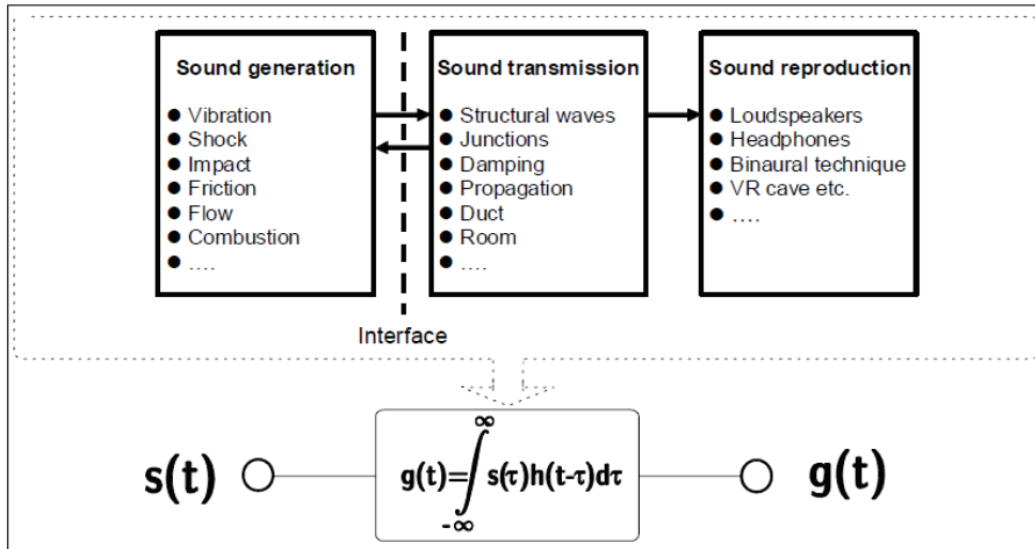 Sound generation
● Vibration
● Shock
● Impact
● Friction
● Flow
● Combustion
● ....
Interface
Sound transmission
● Structural waves
● Junctions
● Damping
● Propagation
● Duct
● Room
● ....
Sound reproduction
● Loudspeakers
● Headphones
● Binaural technique
● VR cave etc.
● ....
s(t)
g(t)=∫_{-∞}^{∞} s(τ)h(t-τ)dτ
g(t)